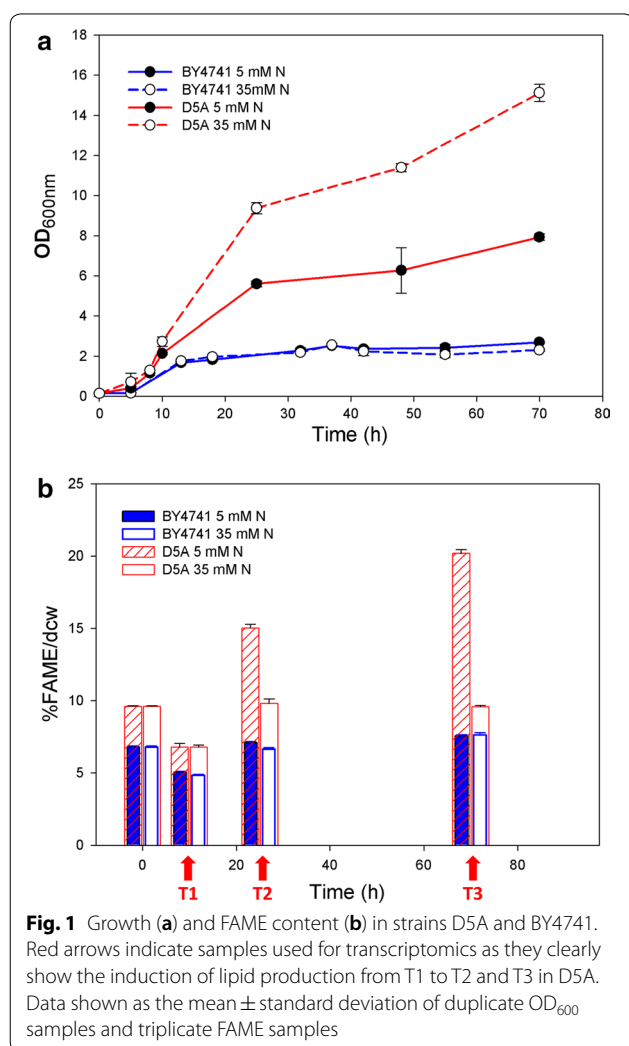 a
18
16
14
12
10
8
6
4
2
0
OD600nm
BY4741 5 mM N
BY4741 35mM N
D5A 5 mM N
D5A 35 mM N
0 10 20 30 40 50 60 70 80
Time (h)
b
25
20
15
10
5
0
%FAME/dcw
BY4741 5 mM N
BY4741 35 mM N
D5A 5 mM N
D5A 35 mM N
0 20 40 60 80
T1 T2 Time (h) T3
Fig. 1 Growth (a) and FAME content (b) in strains D5A and BY4741.
Red arrows indicate samples used for transcriptomics as they clearly
show the induction of lipid production from T1 to T2 and T3 in D5A.
Data shown as the mean ± standard deviation of duplicate OD600
samples and triplicate FAME samples